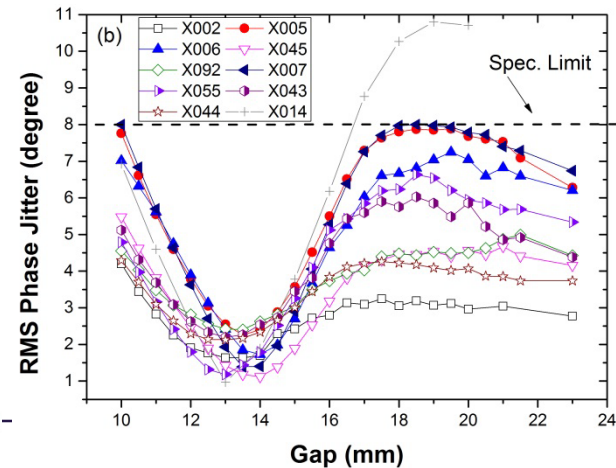 (b)
X002 X005
X006 X045
X092 X007
X055 X043
X044 X014
Spec. Limit
RMS Phase Jitter (degree)
11
10
9
8
7
6
5
4
3
2
1
10 12 14 16 18 20 22 24
Gap (mm)